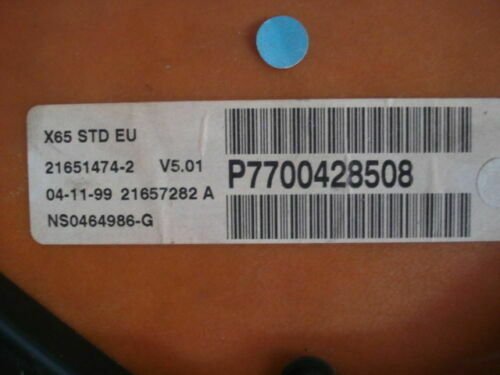 X65 STD EU
21651474-2 V5.01
04-11-99 21657282 A
NS0464986-G
P7700428508